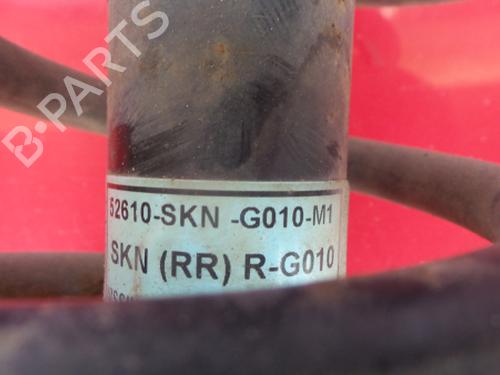 B-PARTS
52610-SKN -G010-M1
SKN (RR) R-G010